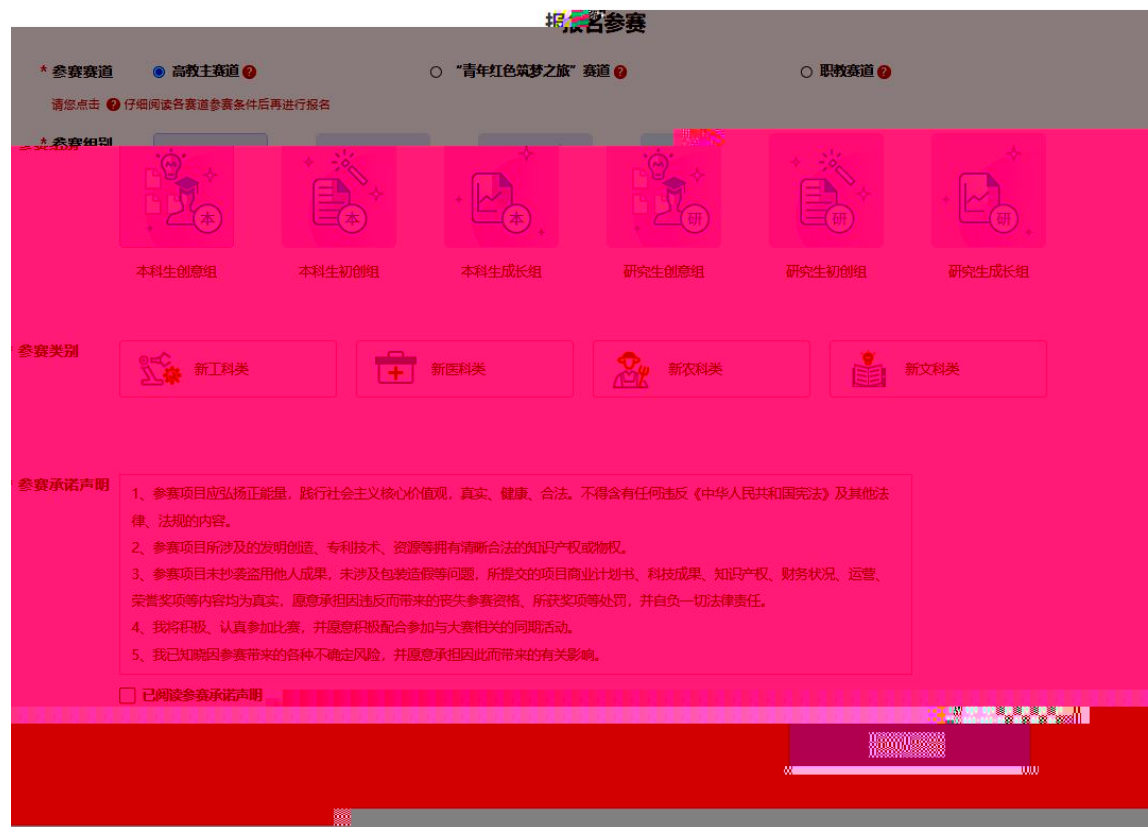 报名参赛
* 参赛赛道 高教主赛道 ? “青年红色筑梦之旅” 赛道 ? 职教赛道 ?
请您点击 ? 仔细阅读各赛道参赛条件后再进行报名
* 参赛组别
本 本 本 研 研 研
本科生创意组 本科生初创组 本科生成长组 研究生创意组 研究生初创组 研究生成长组
参赛类别 新工科类 新医科类 新农科类 新文科类
参赛承诺声明
1、参赛项目应弘扬正能量，践行社会主义核心价值观，真实、健康、合法。不得含有任何违反《中华人民共和国宪法》及其他法
律、法规的内容。
2、参赛项目所涉及的发明创造、专利技术、资源等拥有清晰合法的知识产权或物权。
3、参赛项目未抄袭盗用他人成果，未涉及包装造假等问题，所提交的项目商业计划书、科技成果、知识产权、财务状况、运营、
荣誉奖项等内容均为真实，愿意承担因违反而带来的丧失参赛资格、所获奖项等处罚，并自负一切法律责任。
4、我将积极、认真参加比赛，并愿意积极配合参加与大赛相关的同期活动。
5、我已知晓因参赛带来的各种不确定风险，并愿意承担因此而带来的有关影响。
已阅读参赛承诺声明